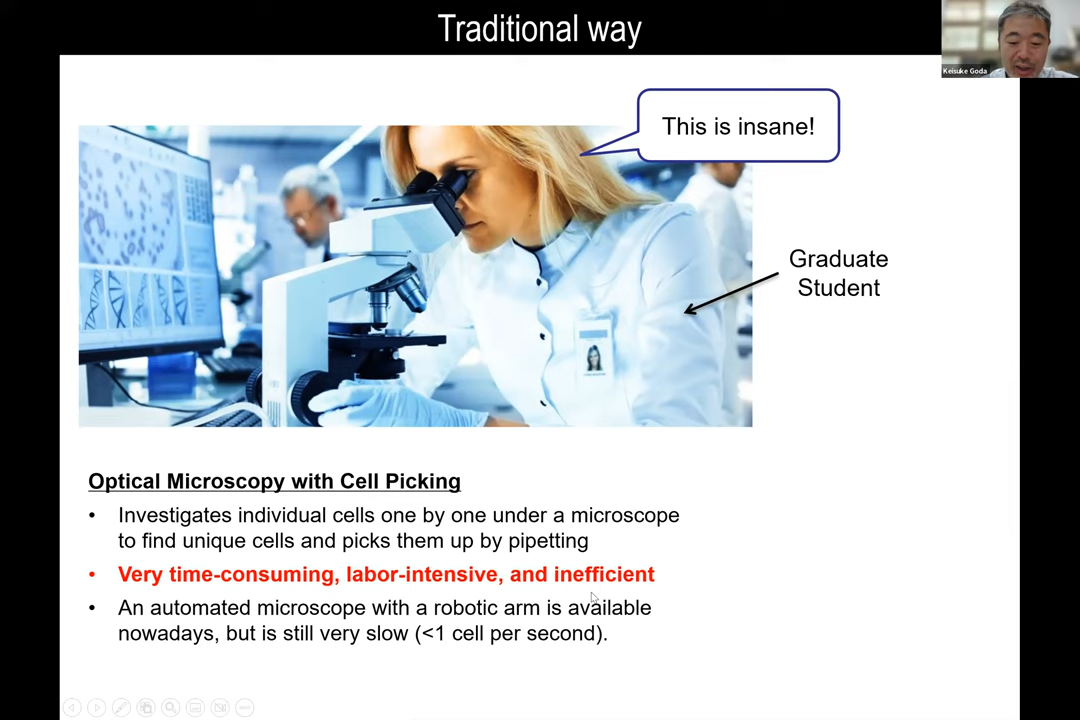 Traditional way
Keisuke Goda
This is insane!
Graduate
Student
Optical Microscopy with Cell Picking
• Investigates individual cells one by one under a microscope
to find unique cells and picks them up by pipetting
• Very time-consuming, labor-intensive, and inefficient
• An automated microscope with a robotic arm is available
nowadays, but is still very slow (<1 cell per second).